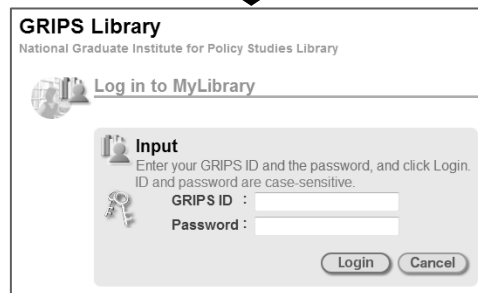 GRIPS Library
National Graduate Institute for Policy Studies Library
Log in to MyLibrary
Input
Enter your GRIPS ID and the password, and click Login.
ID and password are case-sensitive.
GRIPS ID :
Password :
Login Cancel